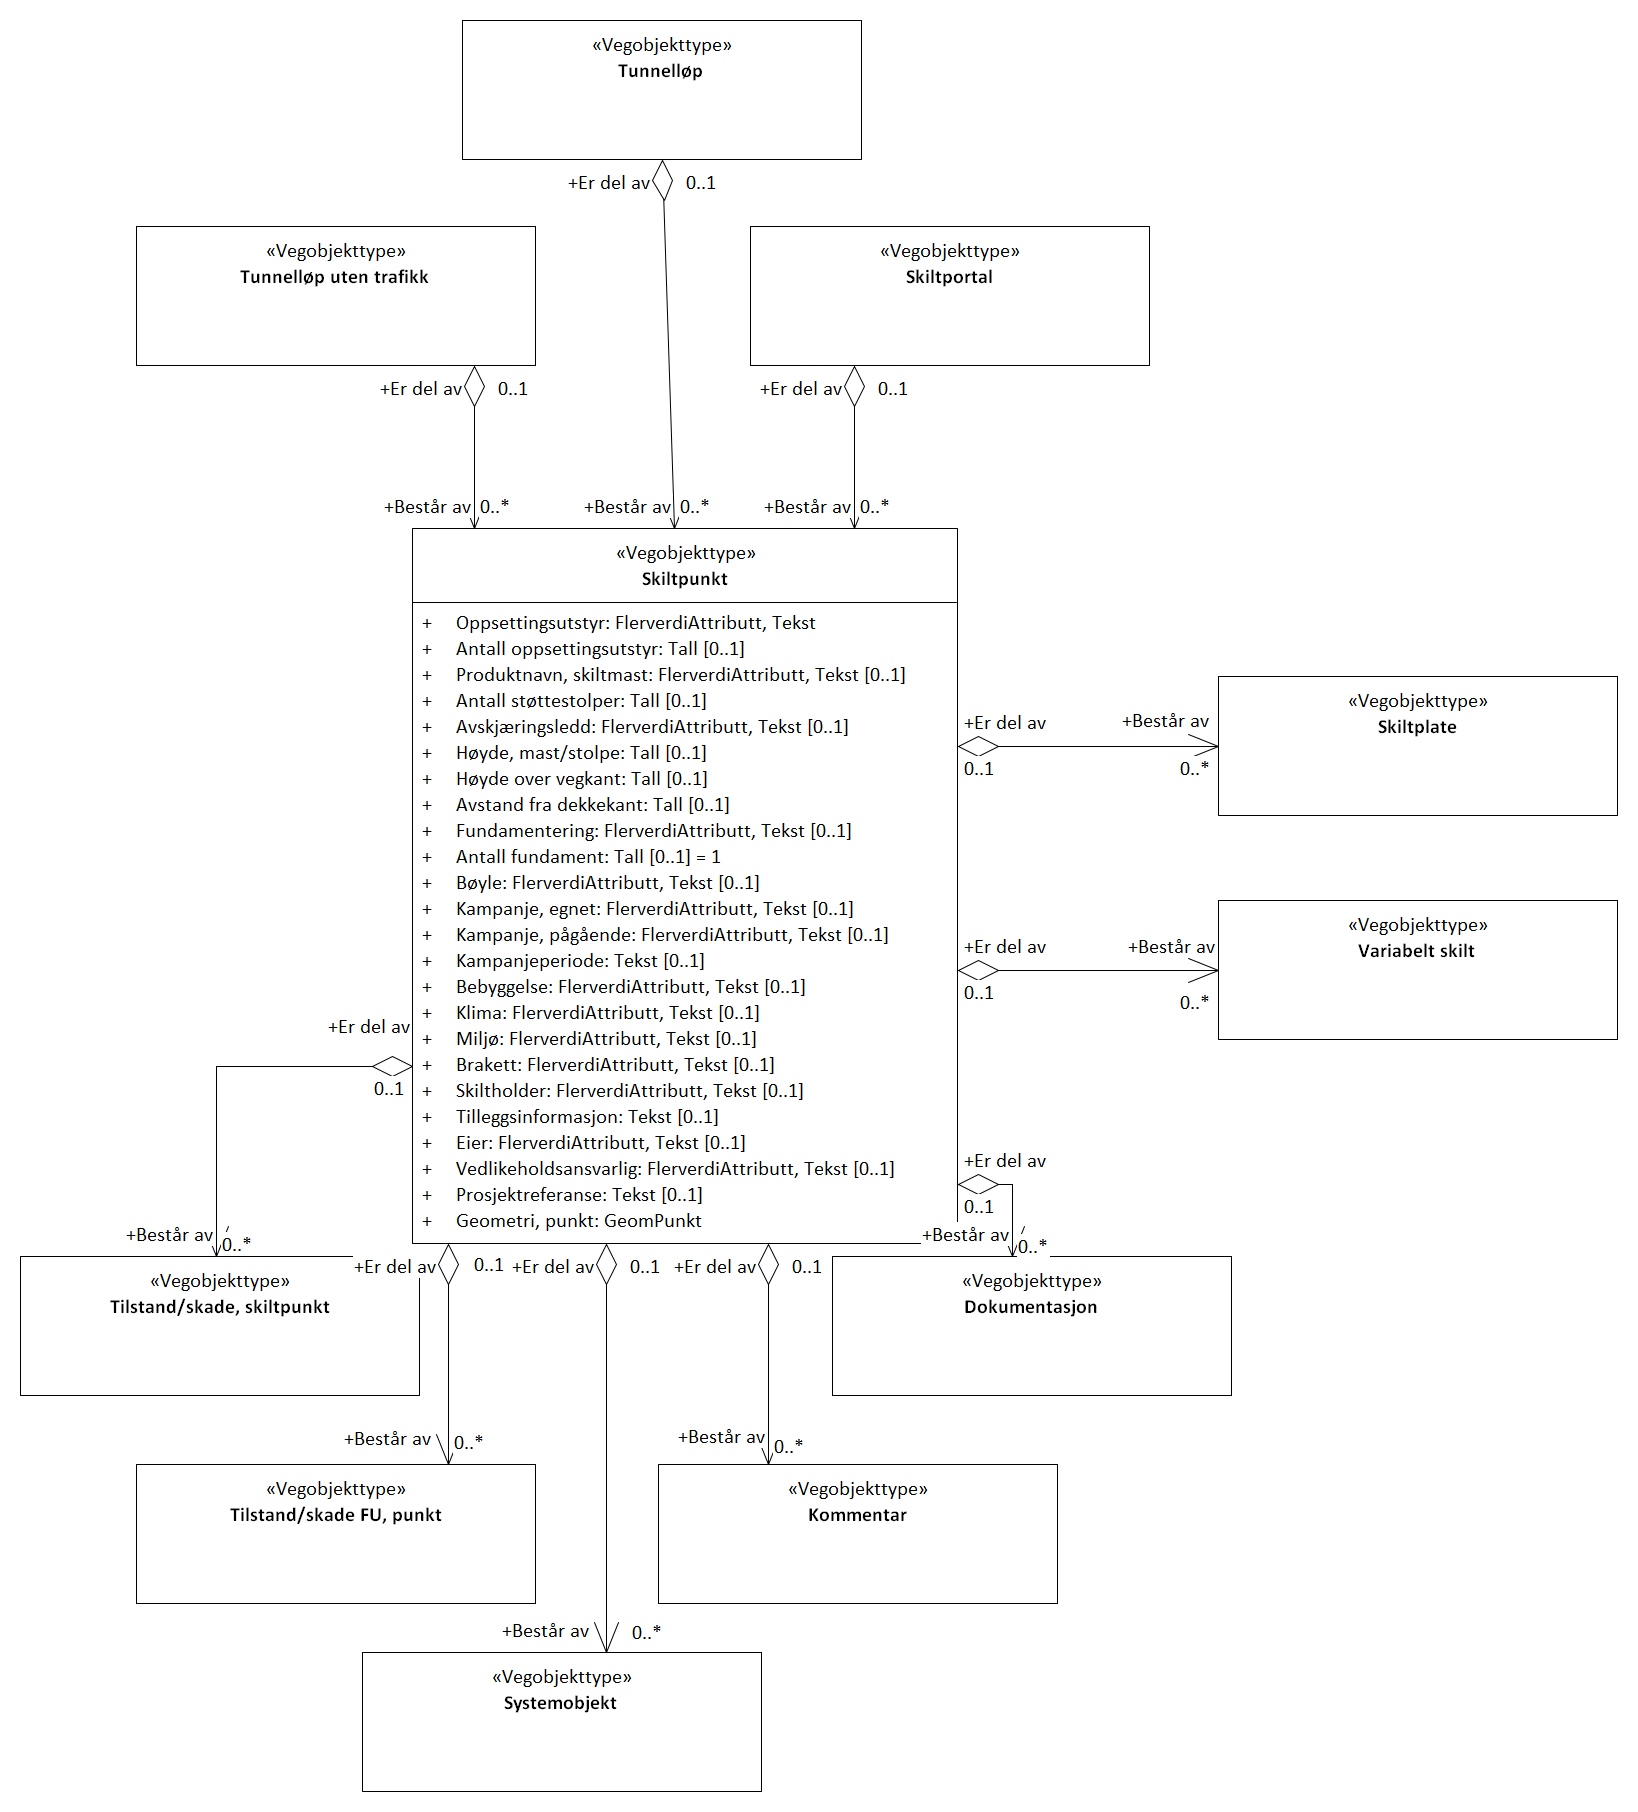 «Vegobjekttype»
Tunnelløp
+Er del av 0..1
«Vegobjekttype»
Tunnelløp uten trafikk
«Vegobjekttype»
Skiltportal
+Er del av 0..1
+Er del av 0..1
+Består av 0..*
+Består av 0..*
+Består av 0..*
«Vegobjekttype»
Skiltpunkt
+ Oppsettingsutstyr: FlerverdiAttributt, Tekst
+ Antall oppsettingsutstyr: Tall [0..1]
+ Produktnavn, skiltmast: FlerverdiAttributt, Tekst [0..1]
+ Antall støttestolper: Tall [0..1]
+ Avskjæringsledd: FlerverdiAttributt, Tekst [0..1]
+ Høyde, mast/stolpe: Tall [0..1]
+ Høyde over vegkant: Tall [0..1]
+ Avstand fra dekkekant: Tall [0..1]
+ Fundamentering: FlerverdiAttributt, Tekst [0..1]
+ Antall fundament: Tall [0..1] = 1
+ Bøyle: FlerverdiAttributt, Tekst [0..1]
+ Kampanje, egnet: FlerverdiAttributt, Tekst [0..1]
+ Kampanje, pågående: FlerverdiAttributt, Tekst [0..1]
+ Kampanjeperiode: Tekst [0..1]
+ Bebyggelse: FlerverdiAttributt, Tekst [0..1]
+ Klima: FlerverdiAttributt, Tekst [0..1]
+ Miljø: FlerverdiAttributt, Tekst [0..1]
+ Brakett: FlerverdiAttributt, Tekst [0..1]
+ Skiltholder: FlerverdiAttributt, Tekst [0..1]
+ Tilleggsinformasjon: Tekst [0..1]
+ Eier: FlerverdiAttributt, Tekst [0..1]
+ Vedlikeholdsansvarlig: FlerverdiAttributt, Tekst [0..1]
+ Prosjektreferanse: Tekst [0..1]
+ Geometri, punkt: GeomPunkt
+Er del av
0..1
+Består av
0..*
«Vegobjekttype»
Skiltplate
+Er del av
0..1
+Består av
0..*
«Vegobjekttype»
Variabelt skilt
+Er del av
0..1
+Består av 0..*
«Vegobjekttype»
Tilstand/skade, skiltpunkt
+Er del av
0..1
+Består av 0..*
«Vegobjekttype»
Dokumentasjon
+Er del av 0..1
+Er del av 0..1
+Er del av 0..1
+Består av 0..*
«Vegobjekttype»
Tilstand/skade FU, punkt
+Består av 0..*
«Vegobjekttype»
Kommentar
+Består av 0..*
«Vegobjekttype»
Systemobjekt